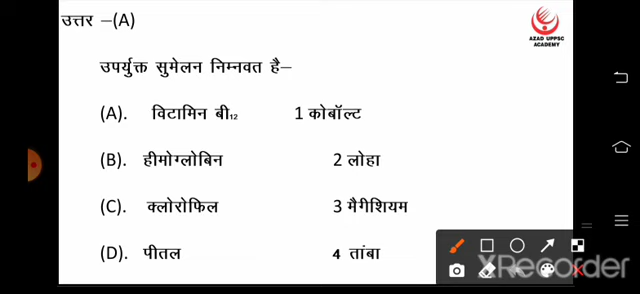 उत्तर –(A)
AZAD UPPSC
ACADEMY
उपर्युक्त सुमेलन निम्नवत है–
(A). विटामिन बी₁₂ 1 कोबॉल्ट
(B). हीमोग्लोबिन 2 लोहा
(C). क्लोरोफिल 3 मैगेशियम
(D). पीतल 4 तांबा
XRecorder